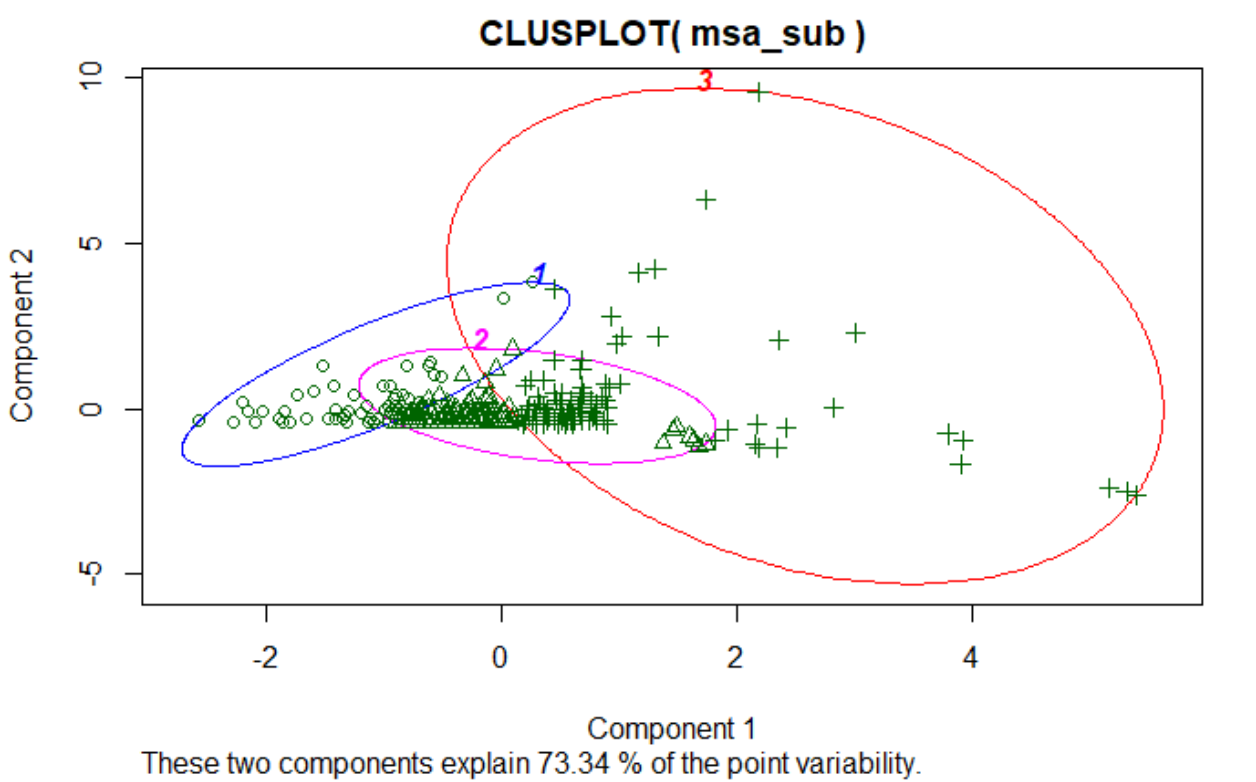 CLUSPLOT( msa_sub )
10
5
0
-5
Component 2
3
1
2
-2
0
2
4
Component 1
These two components explain 73.34 % of the point variability.